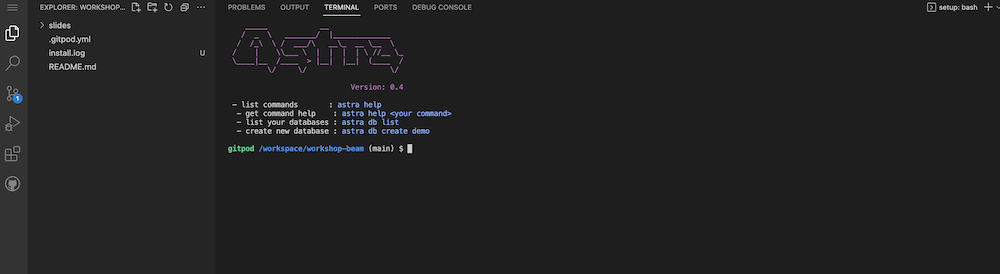 EXPLORER: WORKSHOP...
slides
.gitpod.yml
install.log U
README.md
1
PROBLEMS OUTPUT TERMINAL PORTS DEBUG CONSOLE
setup: bash
Version: 0.4
- list commands : astra help
- get command help : astra help <your command>
- list your databases : astra db list
- create new database : astra db create demo
gitpod /workspace/workshop-beam (main) $